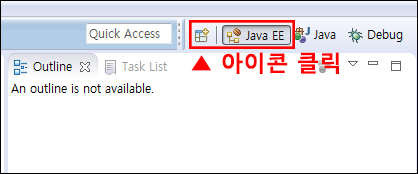 Quick Access Java EE Java Debug
▲ 아이콘 클릭
Outline Task List
An outline is not available.